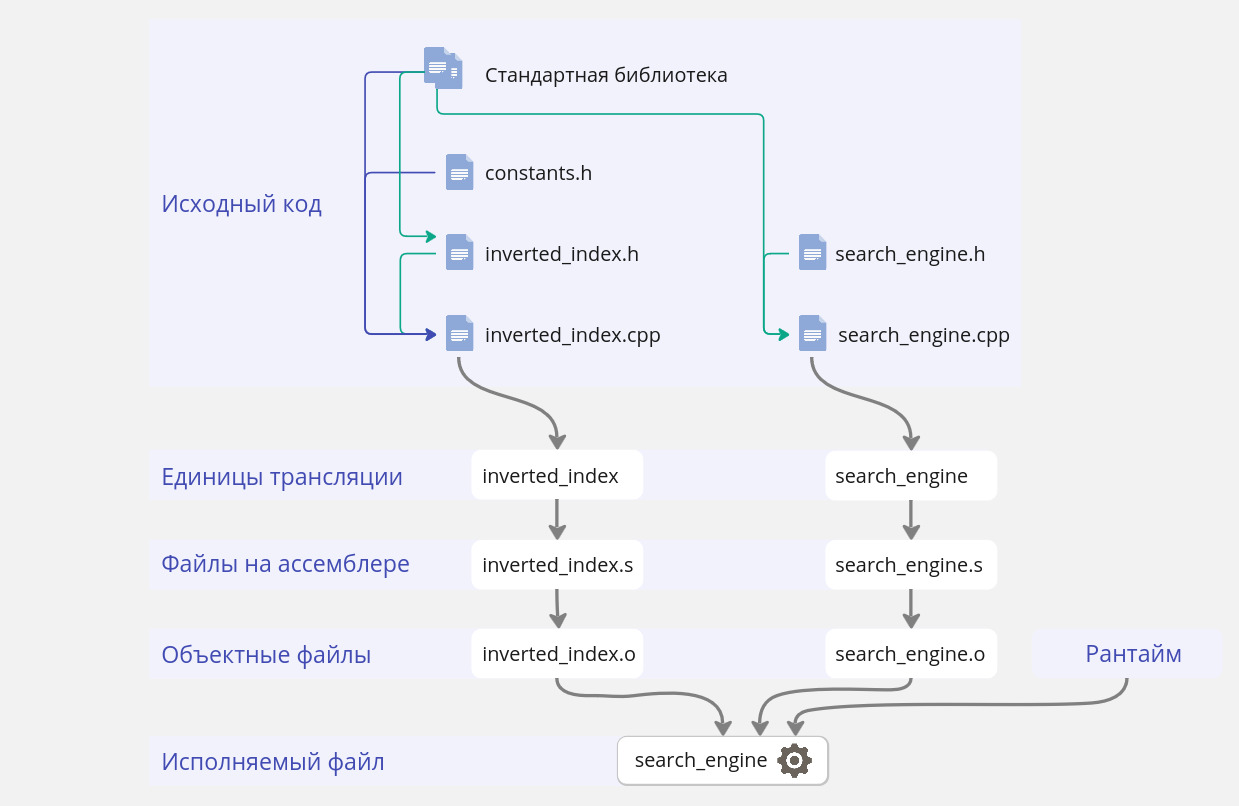 Стандартная библиотека
constants.h
Исходный код
inverted_index.h
search_engine.h
inverted_index.cpp
search_engine.cpp
Единицы трансляции
inverted_index
search_engine
Файлы на ассемблере
inverted_index.s
search_engine.s
Объектные файлы
inverted_index.o
search_engine.o
Рантайм
Исполняемый файл
search_engine